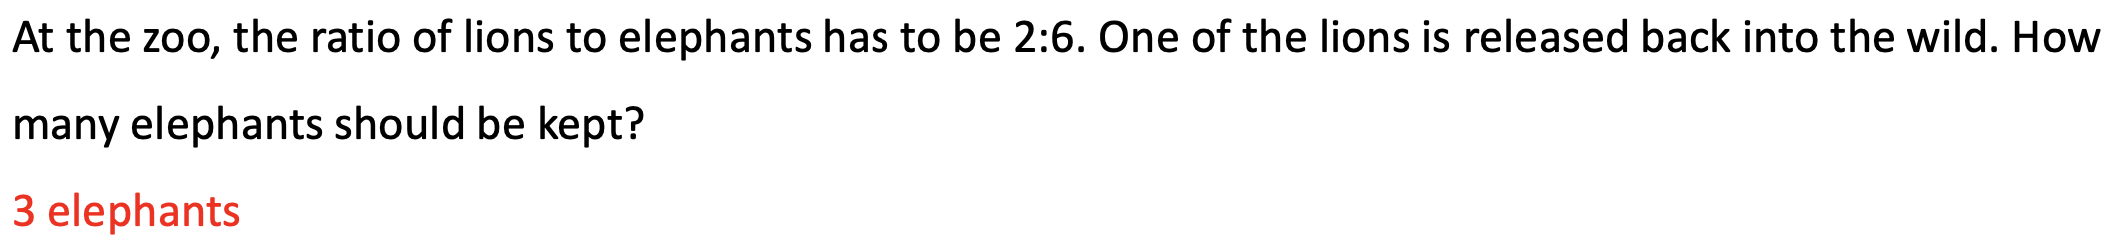 At the zoo, the ratio of lions to elephants has to be 2:6. One of the lions is released back into the wild. How
many elephants should be kept?
3 elephants